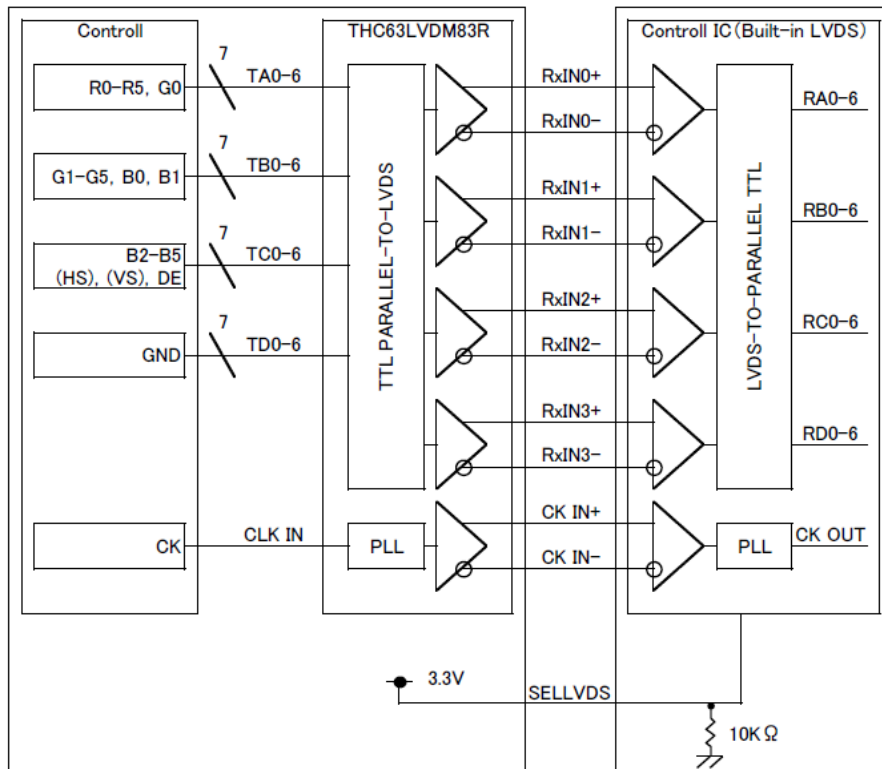 Controll
THC63LVDM83R
Controll IC(Built-in LVDS)
R0-R5, G0
7
TA0-6
RxIN0+
RxIN0-
RA0-6
G1-G5, B0, B1
7
TB0-6
RxIN1+
RxIN1-
RB0-6
B2-B5
(HS), (VS), DE
7
TC0-6
RxIN2+
RxIN2-
RC0-6
GND
7
TD0-6
RxIN3+
RxIN3-
RD0-6
TTL PARALLEL-TO-LVDS
LVDS-TO-PARALLEL TTL
CK
CLK IN
PLL
CK IN+
CK IN-
PLL
CK OUT
3.3V
SELLVDS
10KΩ